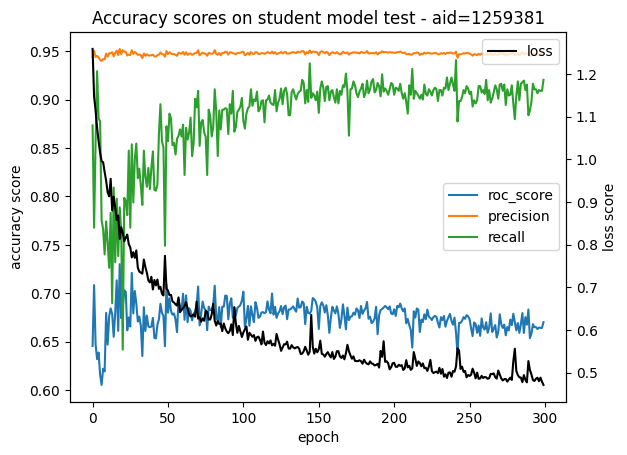 Accuracy scores on student model test - aid=1259381
0.95
0.90
0.85
0.80
0.75
0.70
0.65
0.60
accuracy score
loss
roc_score
precision
recall
1.2
1.1
1.0
0.9
0.8
0.7
0.6
0.5
loss score
0 50 100 150 200 250 300
epoch